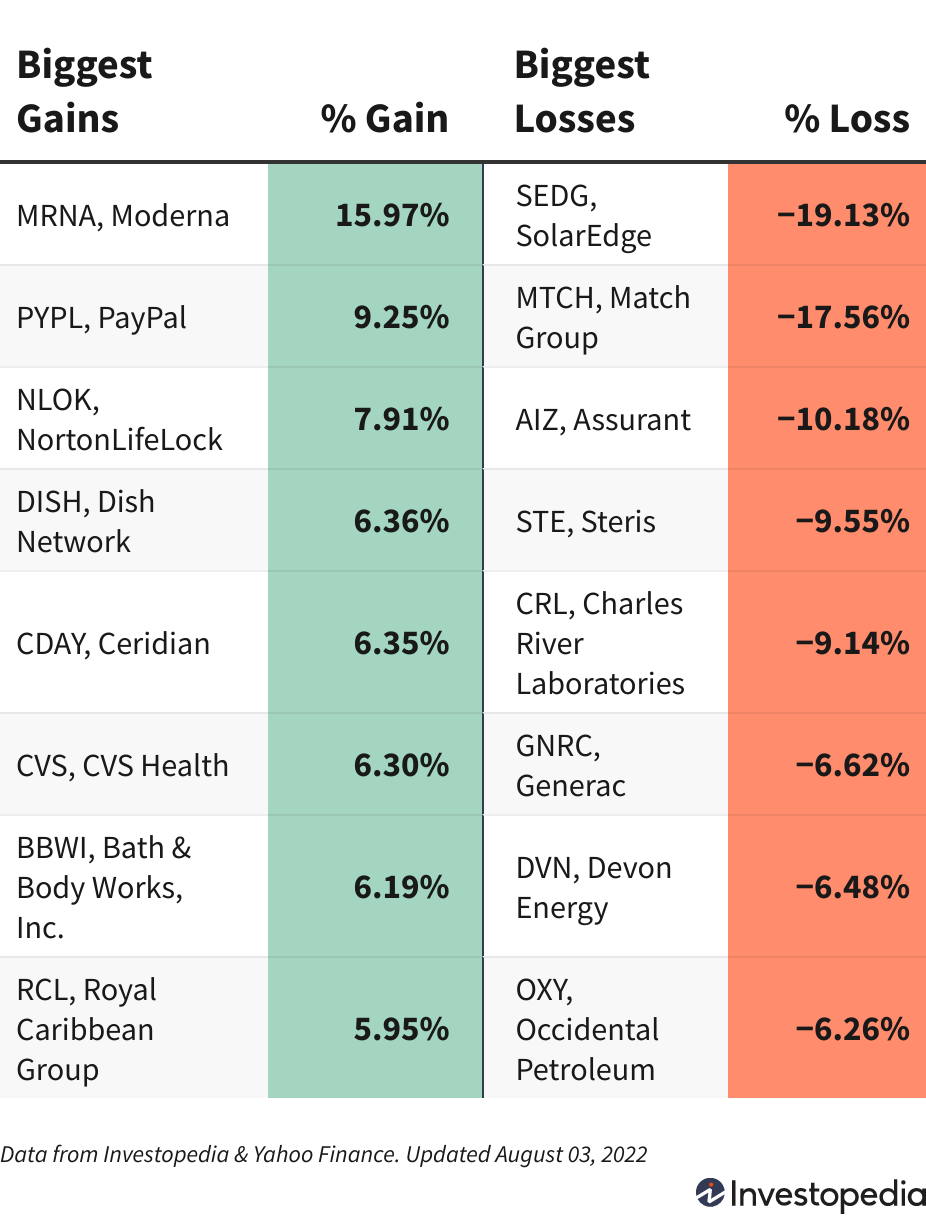 Biggest Gains % Gain Biggest Losses % Loss
MRNA, Moderna 15.97% SEDG, SolarEdge −19.13%
PYPL, PayPal 9.25% MTCH, Match Group −17.56%
NLOK, NortonLifeLock 7.91% AIZ, Assurant −10.18%
DISH, Dish Network 6.36% STE, Steris −9.55%
CDAY, Ceridian 6.35% CRL, Charles River Laboratories −9.14%
CVS, CVS Health 6.30% GNRC, Generac −6.62%
BBWI, Bath & Body Works, Inc. 6.19% DVN, Devon Energy −6.48%
RCL, Royal Caribbean Group 5.95% OXY, Occidental Petroleum −6.26%
Data from Investopedia & Yahoo Finance. Updated August 03, 2022
Investopedia